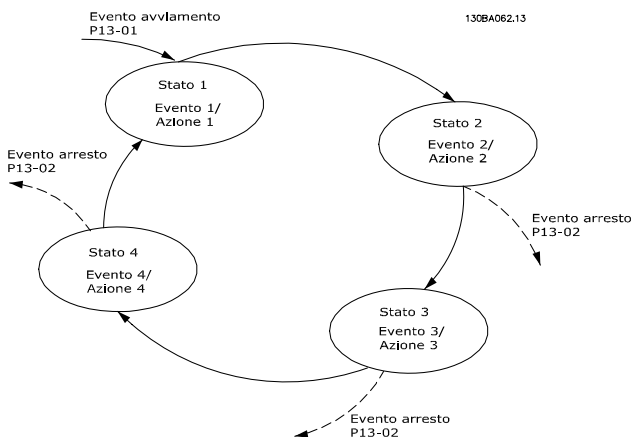 Evento avviamento
P13-01
130BA062.13
Stato 1
Evento 1/
Azione 1
Stato 2
Evento 2/
Azione 2
Evento arresto
P13-02
Evento arresto
P13-02
Stato 4
Evento 4/
Azione 4
Stato 3
Evento 3/
Azione 3
Evento arresto
P13-02